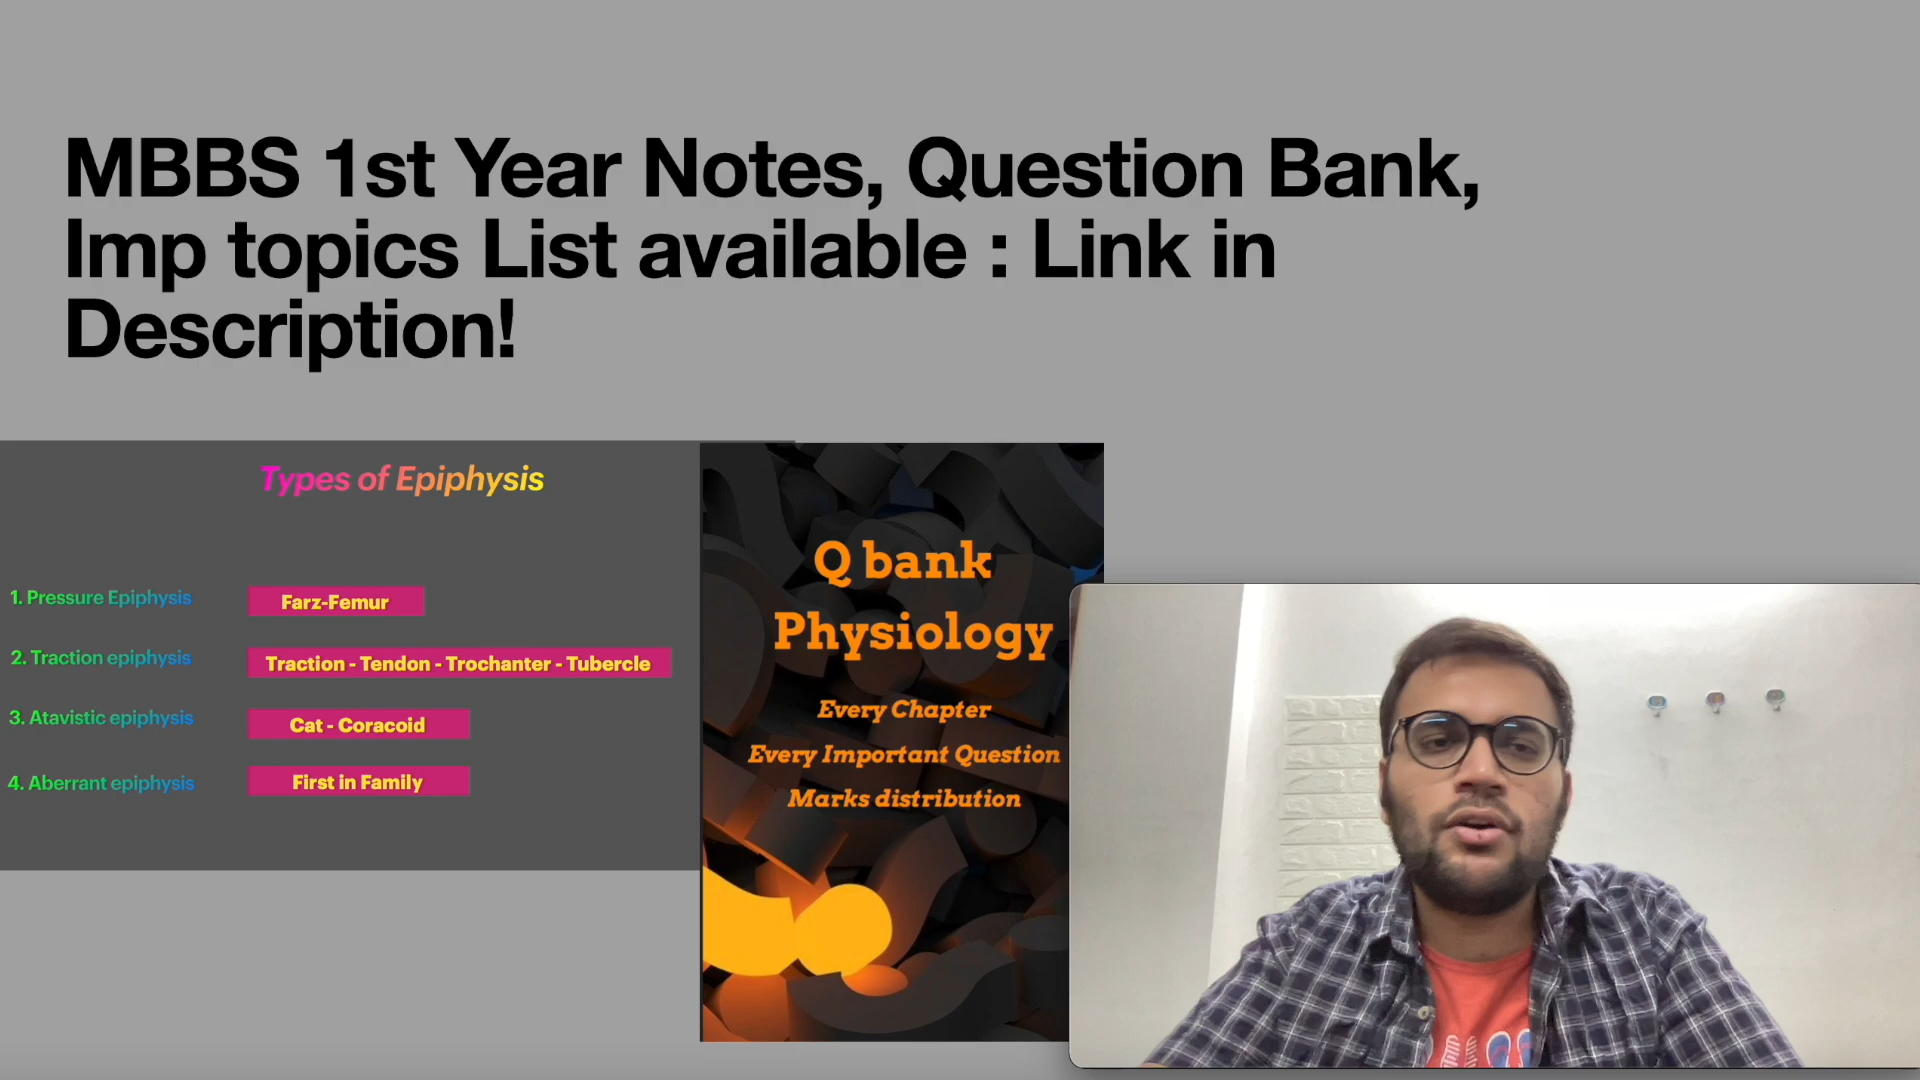 MBBS 1st Year Notes, Question Bank,
Imp topics List available : Link in
Description!
Types of Epiphysis
1. Pressure Epiphysis
Farz-Femur
2. Traction epiphysis
Traction - Tendon - Trochanter - Tubercle
3. Atavistic epiphysis
Cat - Coracoid
4. Aberrant epiphysis
First in Family
Q bank
Physiology
Every Chapter
Every Important Question
Marks distribution